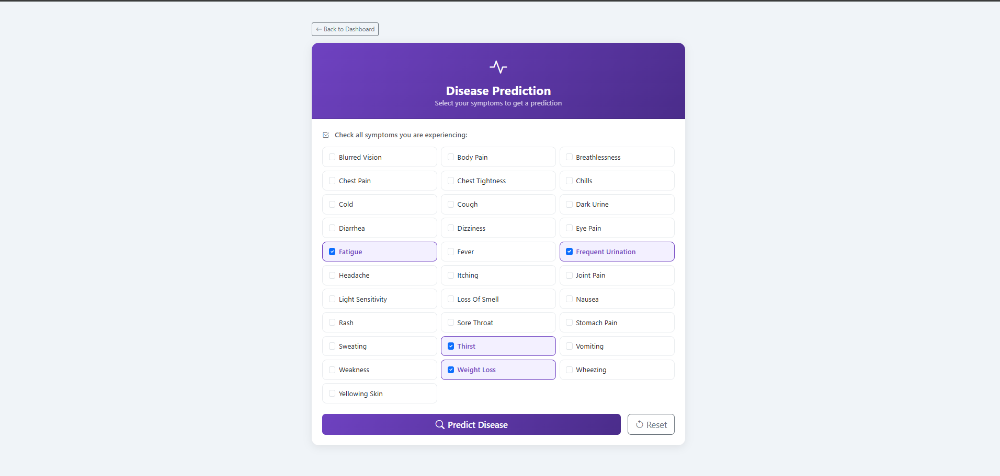 ← Back to Dashboard
Disease Prediction
Select your symptoms to get a prediction
Check all symptoms you are experiencing:
Blurred Vision
Body Pain
Breathlessness
Chest Pain
Chest Tightness
Chills
Cold
Cough
Dark Urine
Diarrhea
Dizziness
Eye Pain
Fatigue
Fever
Frequent Urination
Headache
Itching
Joint Pain
Light Sensitivity
Loss Of Smell
Nausea
Rash
Sore Throat
Stomach Pain
Sweating
Thirst
Vomiting
Weakness
Weight Loss
Wheezing
Yellowing Skin
Predict Disease
Reset